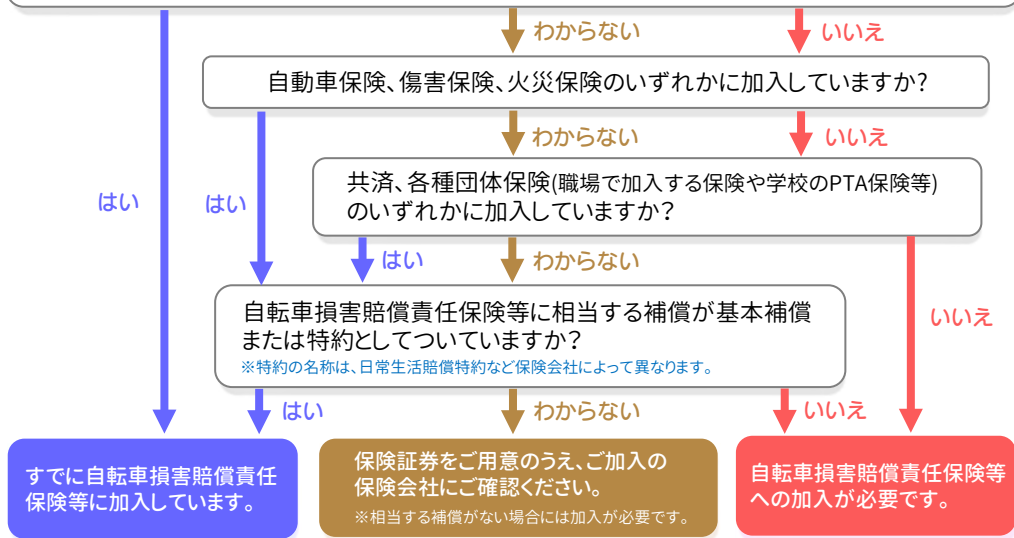 わからない
いいえ
自動車保険、傷害保険、火災保険のいずれかに加入していますか?
わからない
いいえ
はい
はい
共済、各種団体保険(職場で加入する保険や学校のPTA保険等)
のいずれかに加入していますか？
はい
わからない
いいえ
自転車損害賠償責任保険等に相当する補償が基本補償
または特約としてついていますか？
※特約の名称は、日常生活賠償特約など保険会社によって異なります。
はい
わからない
いいえ
すでに自転車損害賠償責任
保険等に加入しています。
保険証券をご用意のうえ、ご加入の
保険会社にご確認ください。
※相当する補償がない場合には加入が必要です。
自転車損害賠償責任保険等
への加入が必要です。